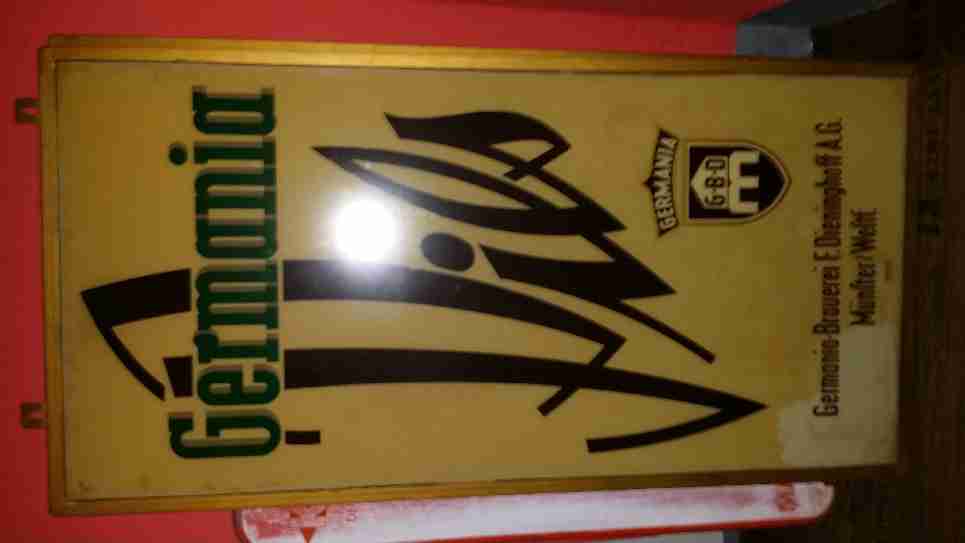 Germania
Pils
GERMANIA
G·B·D
Germania-Brauerei F. Dieninghoff A.G.
Münster/Westf.